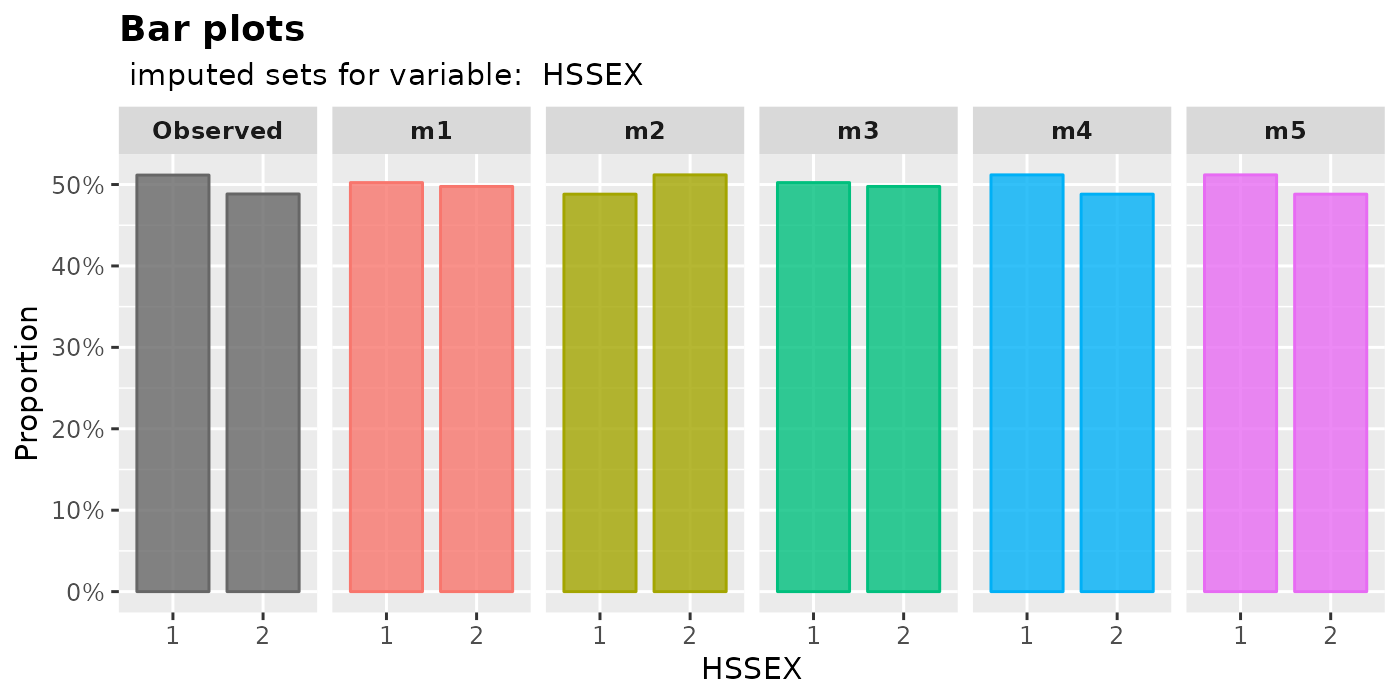 Bar plots
imputed sets for variable:  HSSEX
Observed m1 m2 m3 m4 m5
50%
40%
30%
20%
10%
0%
Proportion
1 2 1 2 1 2 1 2 1 2 1 2
HSSEX